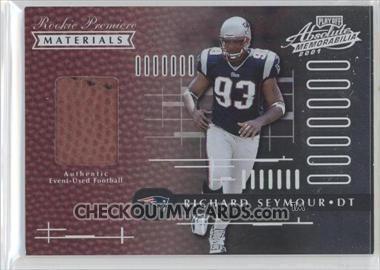 Rookie Premiere
MATERIALS
PLAYOFF
Absolute
MEMORABILIA
2001
93
Authentic
Event-Used Football
RICHARD SEYMOUR • DT
CHECKOUTMYCARDS.COM